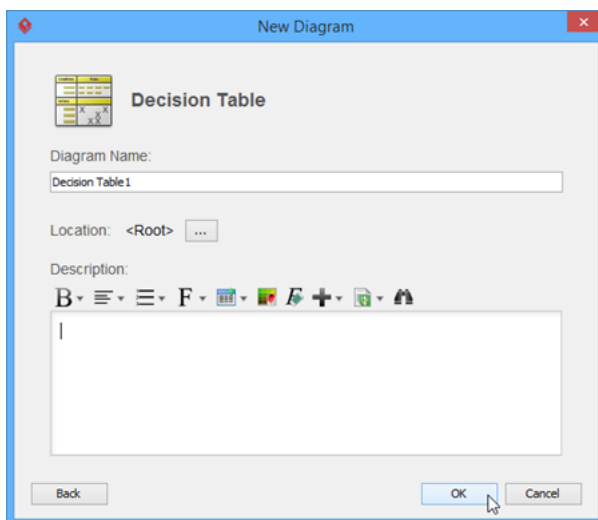 New Diagram
Decision Table
Diagram Name:
Decision Table1
Location: <Root> ...
Description:
B F F
Back OK Cancel